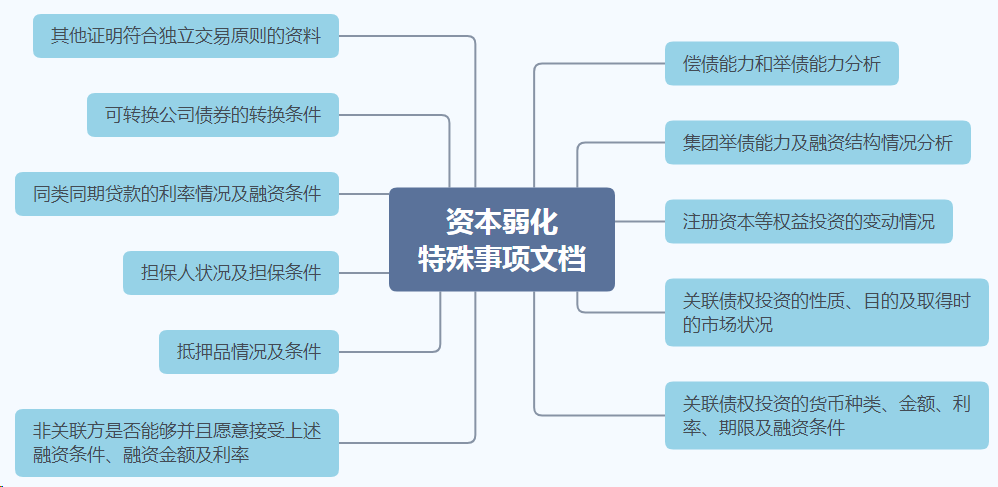 资本弱化
特殊事项文档
偿债能力和举债能力分析
集团举债能力及融资结构情况分析
注册资本等权益投资的变动情况
关联债权投资的性质、目的及取得时
的市场状况
关联债权投资的货币种类、金额、利
率、期限及融资条件
其他证明符合独立交易原则的资料
可转换公司债券的转换条件
同类同期贷款的利率情况及融资条件
担保人状况及担保条件
抵押品情况及条件
非关联方是否能够并且愿意接受上述
融资条件、融资金额及利率